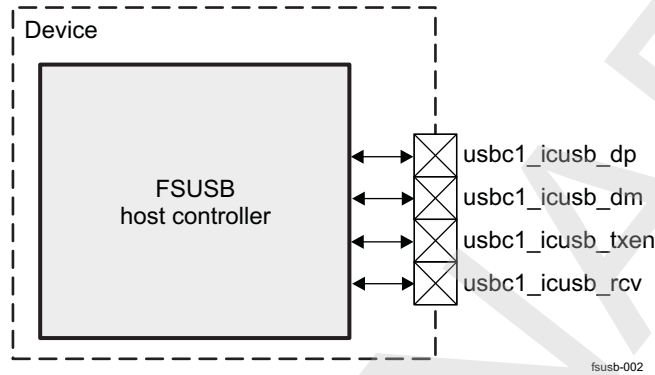 Device
FSUSB
host controller
usbc1_icusb_dp
usbc1_icusb_dm
usbc1_icusb_txen
usbc1_icusb_rcv
fsusb-002